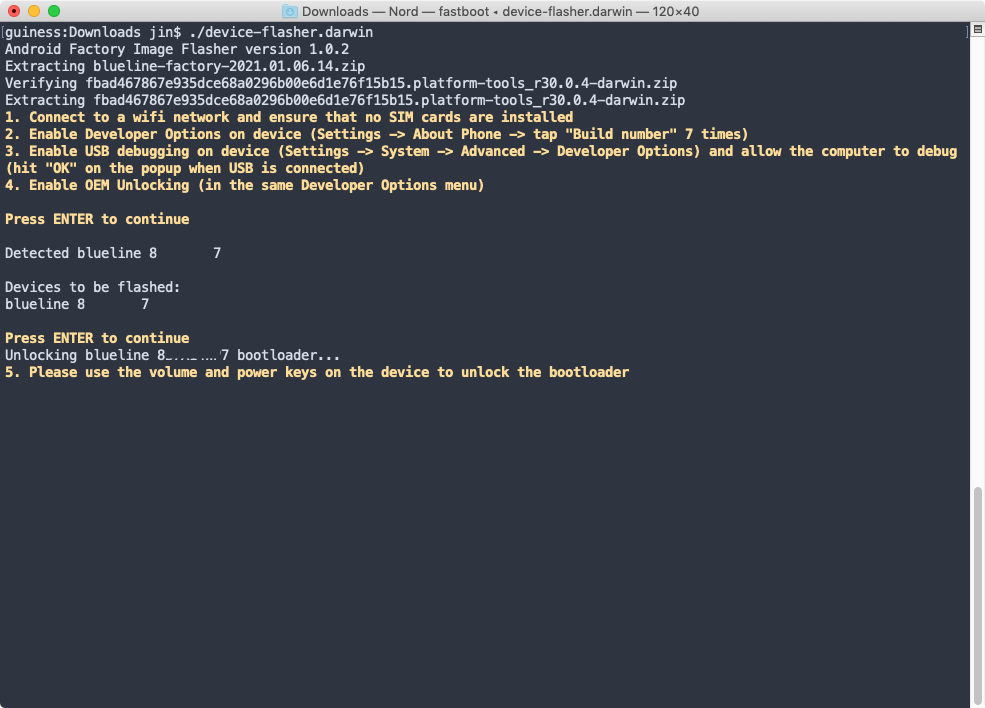 Downloads — Nord — fastboot ◂ device-flasher.darwin — 120×40
[guiness:Downloads jin$ ./device-flasher.darwin ]
Android Factory Image Flasher version 1.0.2
Extracting blueline-factory-2021.01.06.14.zip
Verifying fbad467867e935dce68a0296b00e6d1e76f15b15.platform-tools_r30.0.4-darwin.zip
Extracting fbad467867e935dce68a0296b00e6d1e76f15b15.platform-tools_r30.0.4-darwin.zip
1. Connect to a wifi network and ensure that no SIM cards are installed
2. Enable Developer Options on device (Settings -> About Phone -> tap "Build number" 7 times)
3. Enable USB debugging on device (Settings -> System -> Advanced -> Developer Options) and allow the computer to debug
(hit "OK" on the popup when USB is connected)
4. Enable OEM Unlocking (in the same Developer Options menu)
Press ENTER to continue
Detected blueline 8 7
Devices to be flashed:
blueline 8 7
Press ENTER to continue
Unlocking blueline 8 7 bootloader...
5. Please use the volume and power keys on the device to unlock the bootloader